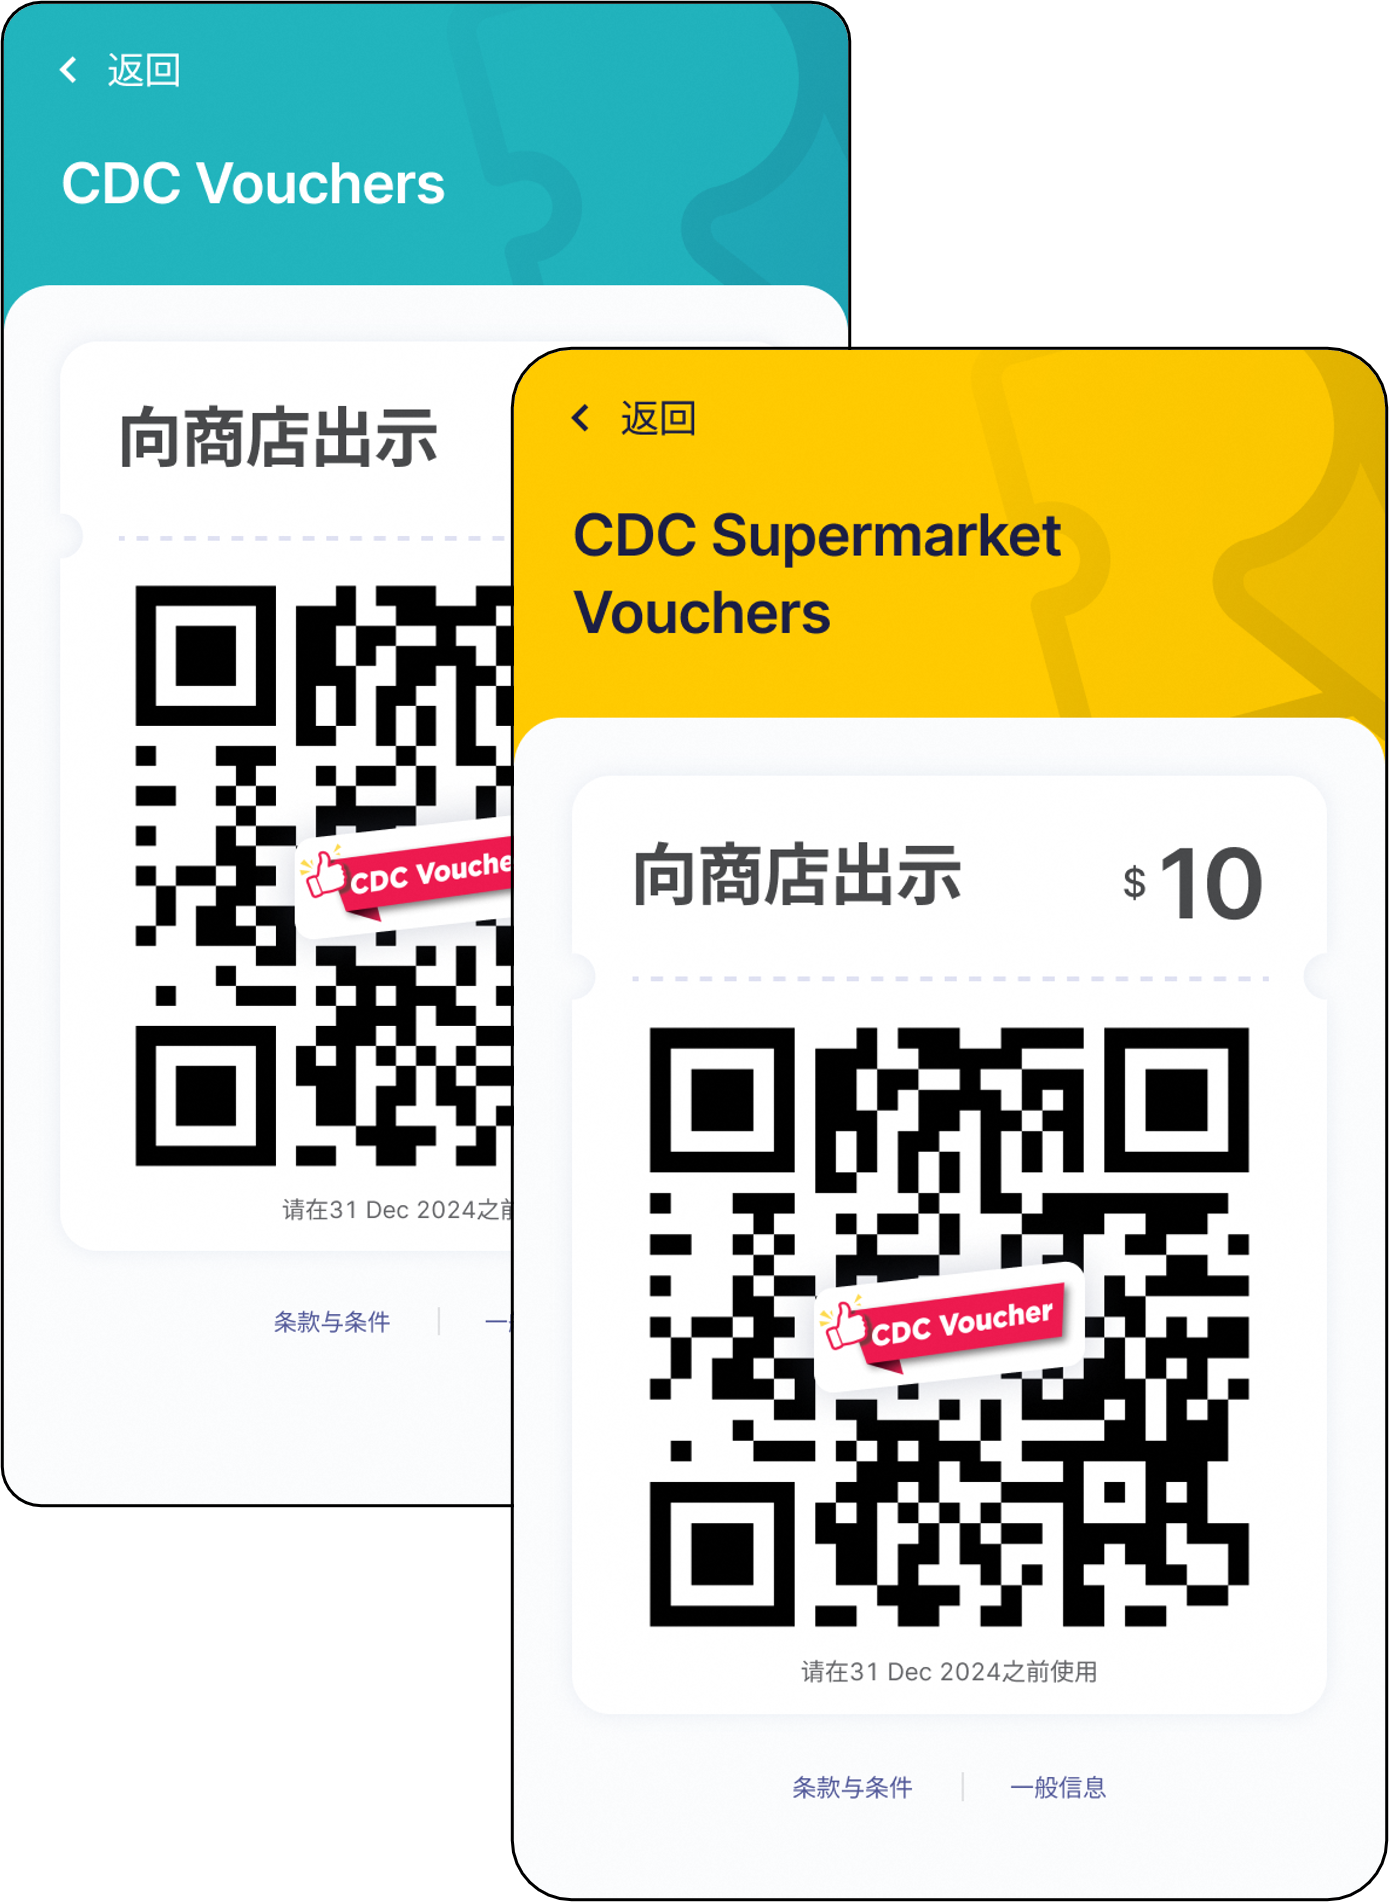 返回
CDC Vouchers
向商店出示
CDC Vouche
请在31 Dec 2024之前
条款与条件
一
返回
CDC Supermarket
Vouchers
向商店出示
$10
CDC Voucher
请在31 Dec 2024之前使用
条款与条件
一般信息